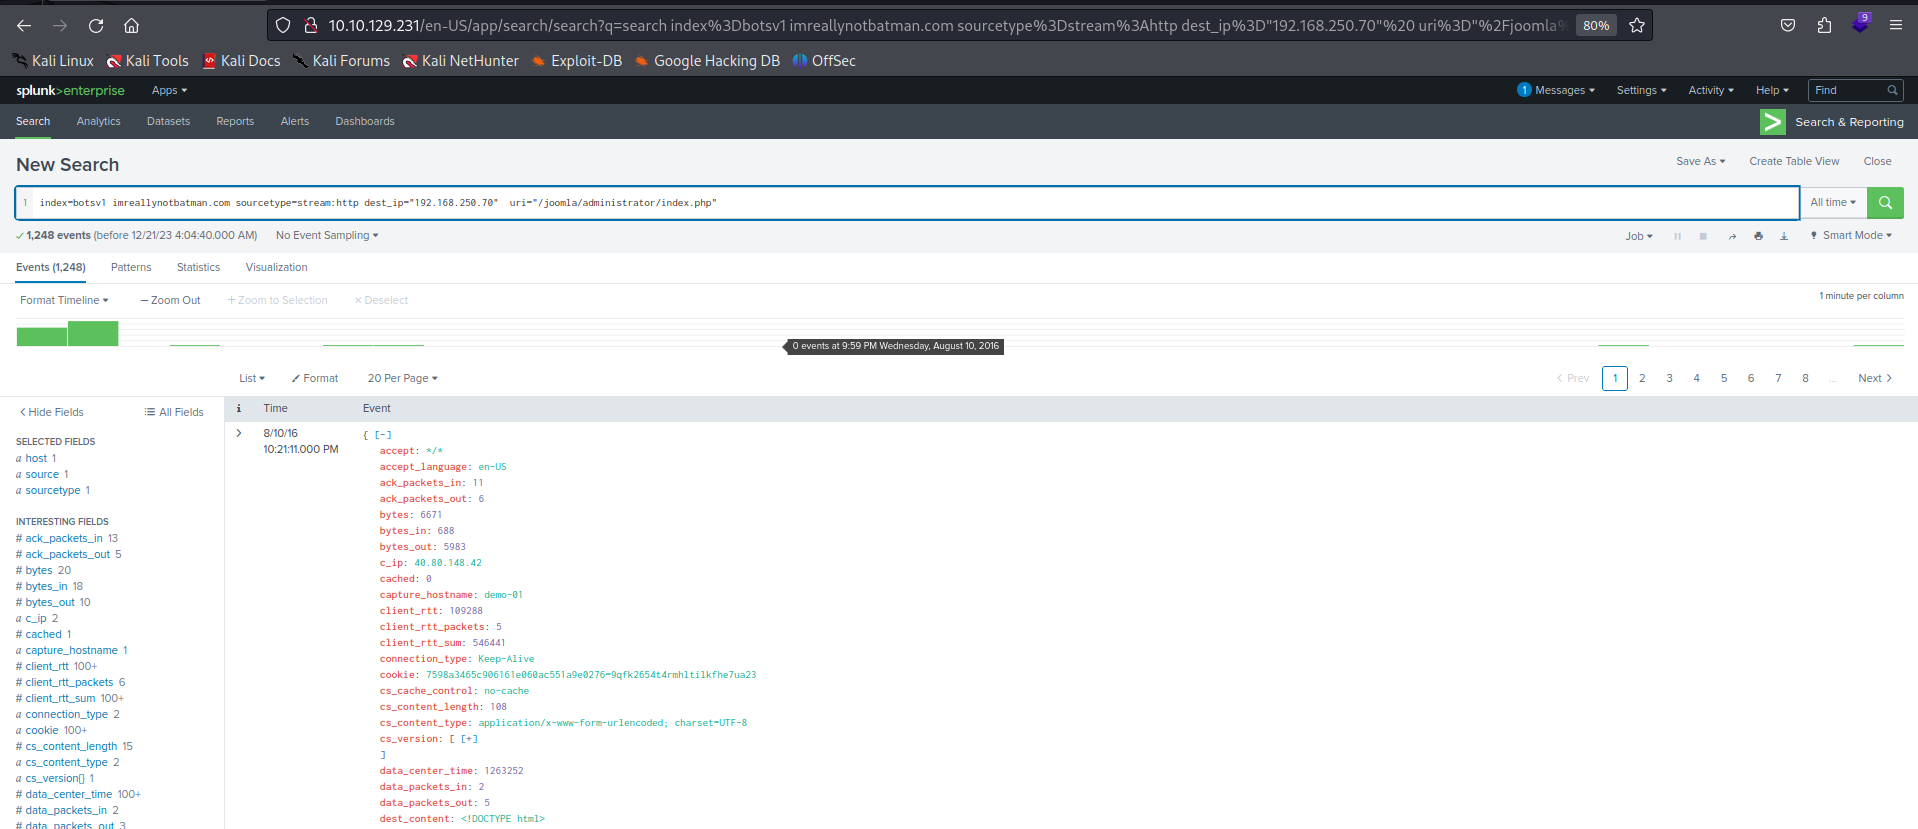 10.10.129.231/en-US/app/search/search?q=search index%3Dbotsv1 imreallynotbatman.com sourcetype%3Dstream%3Ahttp dest_ip%3D"192.168.250.70"%20 uri%3D"%2Fjoomla% 80% 9
Kali Linux Kali Tools Kali Docs Kali Forums Kali NetHunter Exploit-DB Google Hacking DB OffSec
splunk>enterprise Apps 1 Messages Settings Activity Help Find
Search Analytics Datasets Reports Alerts Dashboards > Search & Reporting
New Search Save As Create Table View Close
1 index=botsv1 imreallynotbatman.com sourcetype=stream:http dest_ip="192.168.250.70" uri="/joomla/administrator/index.php" All time
✓ 1,248 events (before 12/21/23 4:04:40.000 AM) No Event Sampling Job Smart Mode
Events (1,248) Patterns Statistics Visualization
Format Timeline — Zoom Out + Zoom to Selection × Deselect 1 minute per column
0 events at 9:59 PM Wednesday, August 10, 2016
List Format 20 Per Page < Prev 1 2 3 4 5 6 7 8 ... Next >
< Hide Fields All Fields i Time Event
SELECTED FIELDS
a host 1
a source 1
a sourcetype 1
INTERESTING FIELDS
# ack_packets_in 13
# ack_packets_out 5
# bytes 20
# bytes_in 18
# bytes_out 10
a c_ip 2
# cached 1
a capture_hostname 1
# client_rtt 100+
# client_rtt_packets 6
# client_rtt_sum 100+
a connection_type 2
a cookie 100+
# cs_content_length 15
a cs_content_type 2
a cs_version{} 1
# data_center_time 100+
# data_packets_in 2
# data_packets_out 3
> 8/10/16
10:21:11.000 PM
{ [-]
accept: */*
accept_language: en-US
ack_packets_in: 11
ack_packets_out: 6
bytes: 6671
bytes_in: 688
bytes_out: 5983
c_ip: 40.80.148.42
cached: 0
capture_hostname: demo-01
client_rtt: 109288
client_rtt_packets: 5
client_rtt_sum: 546441
connection_type: Keep-Alive
cookie: 7598a3465c906161e060ac551a9e0276=9qfk2654t4rmhltilkfhe7ua23
cs_cache_control: no-cache
cs_content_length: 108
cs_content_type: application/x-www-form-urlencoded; charset=UTF-8
cs_version: [ [+]
]
data_center_time: 1263252
data_packets_in: 2
data_packets_out: 5
dest_content: <!DOCTYPE html>